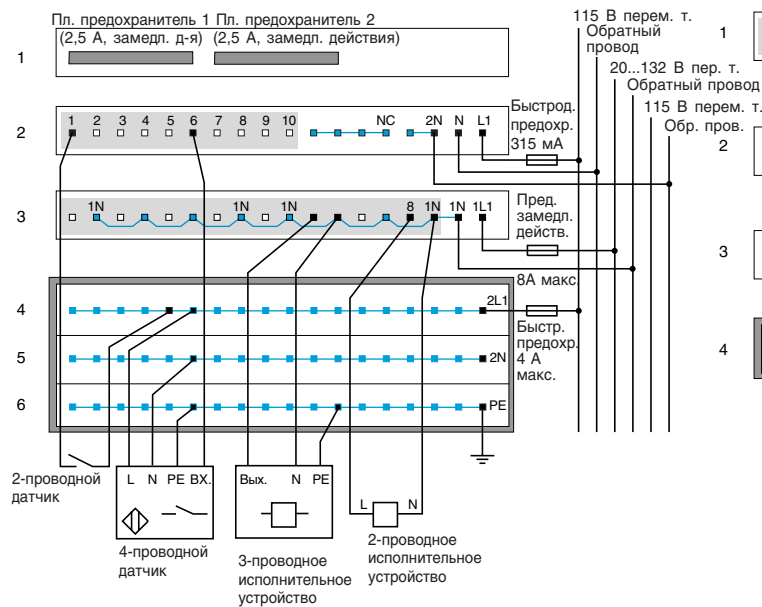 Пл. предохранитель 1 Пл. предохранитель 2
(2,5 А, замедл. д-я) (2,5 А, замедл. действия)
1
115 В перем. т.
Обратный
провод
20...132 В пер. т.
Обратный провод
115 В перем. т.
Обр. пров.
1
2
3
4
2
1 2 3 4 5 6 7 8 9 10 NC 2N N L1
Быстрод.
предохр.
315 мА
3
1N 1N 1N 8 1N 1N 1L1
Пред.
замедл.
действ.
8А макс.
4
2L1
Быстр.
предохр.
4 А
макс.
5
2N
6
PE
2-проводной
датчик
L N PE ВХ.
4-проводной
датчик
Вых. N PE
3-проводное
исполнительное
устройство
L N
2-проводное
исполнительное
устройство